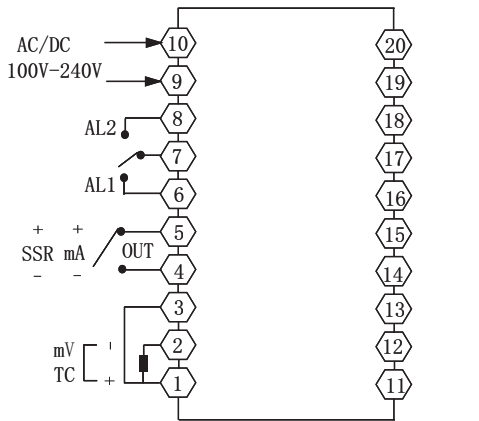 AC/DC
100V-240V
AL2
AL1
+ +
SSR mA OUT
- -
mV -
TC +
10 20
9 19
8 18
7 17
6 16
5 15
4 14
3 13
2 12
1 11